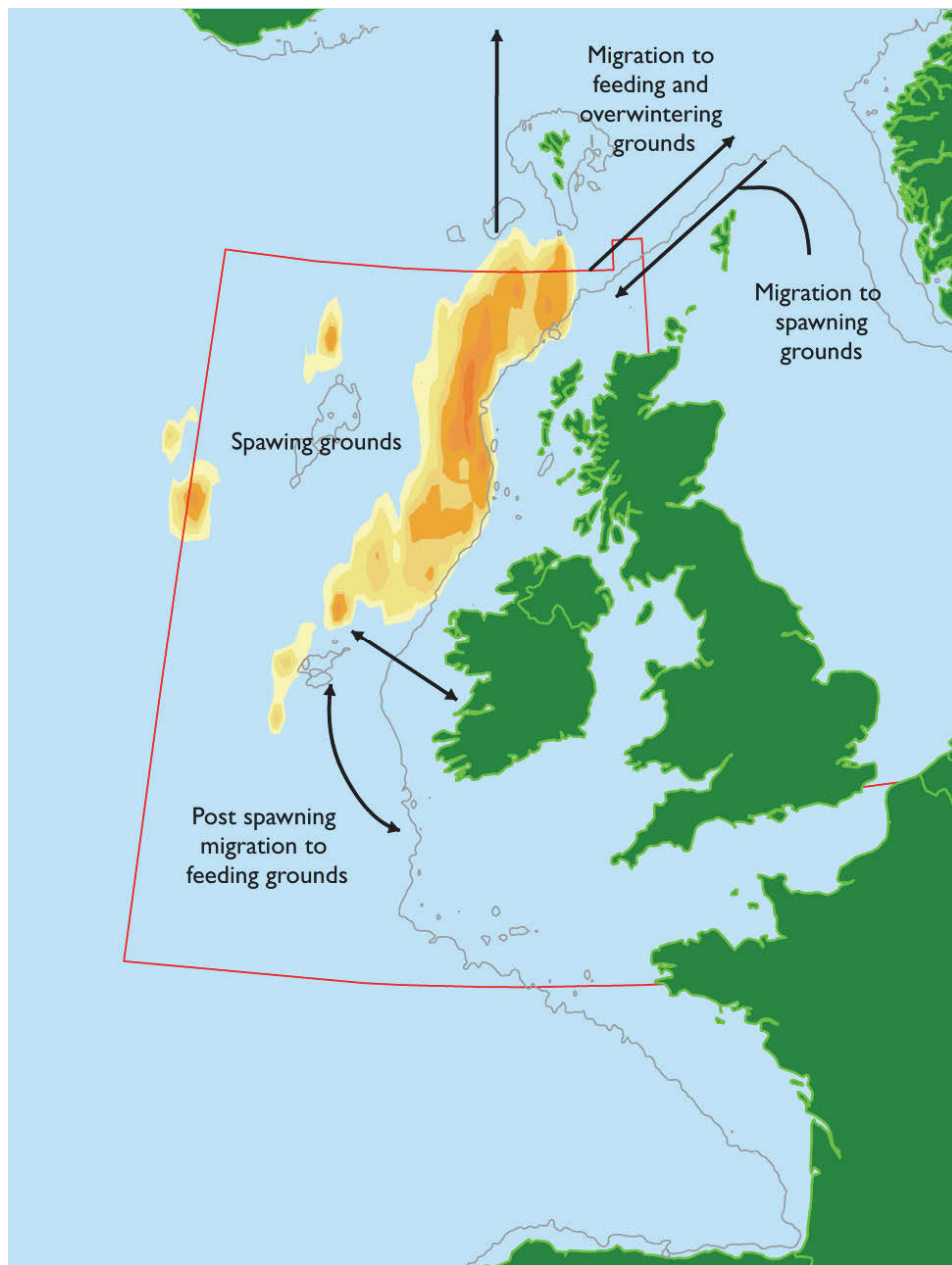 Migration to
feeding and
overwintering
grounds
Migration to
spawning
grounds
Spawing grounds
Post spawning
migration to
feeding grounds